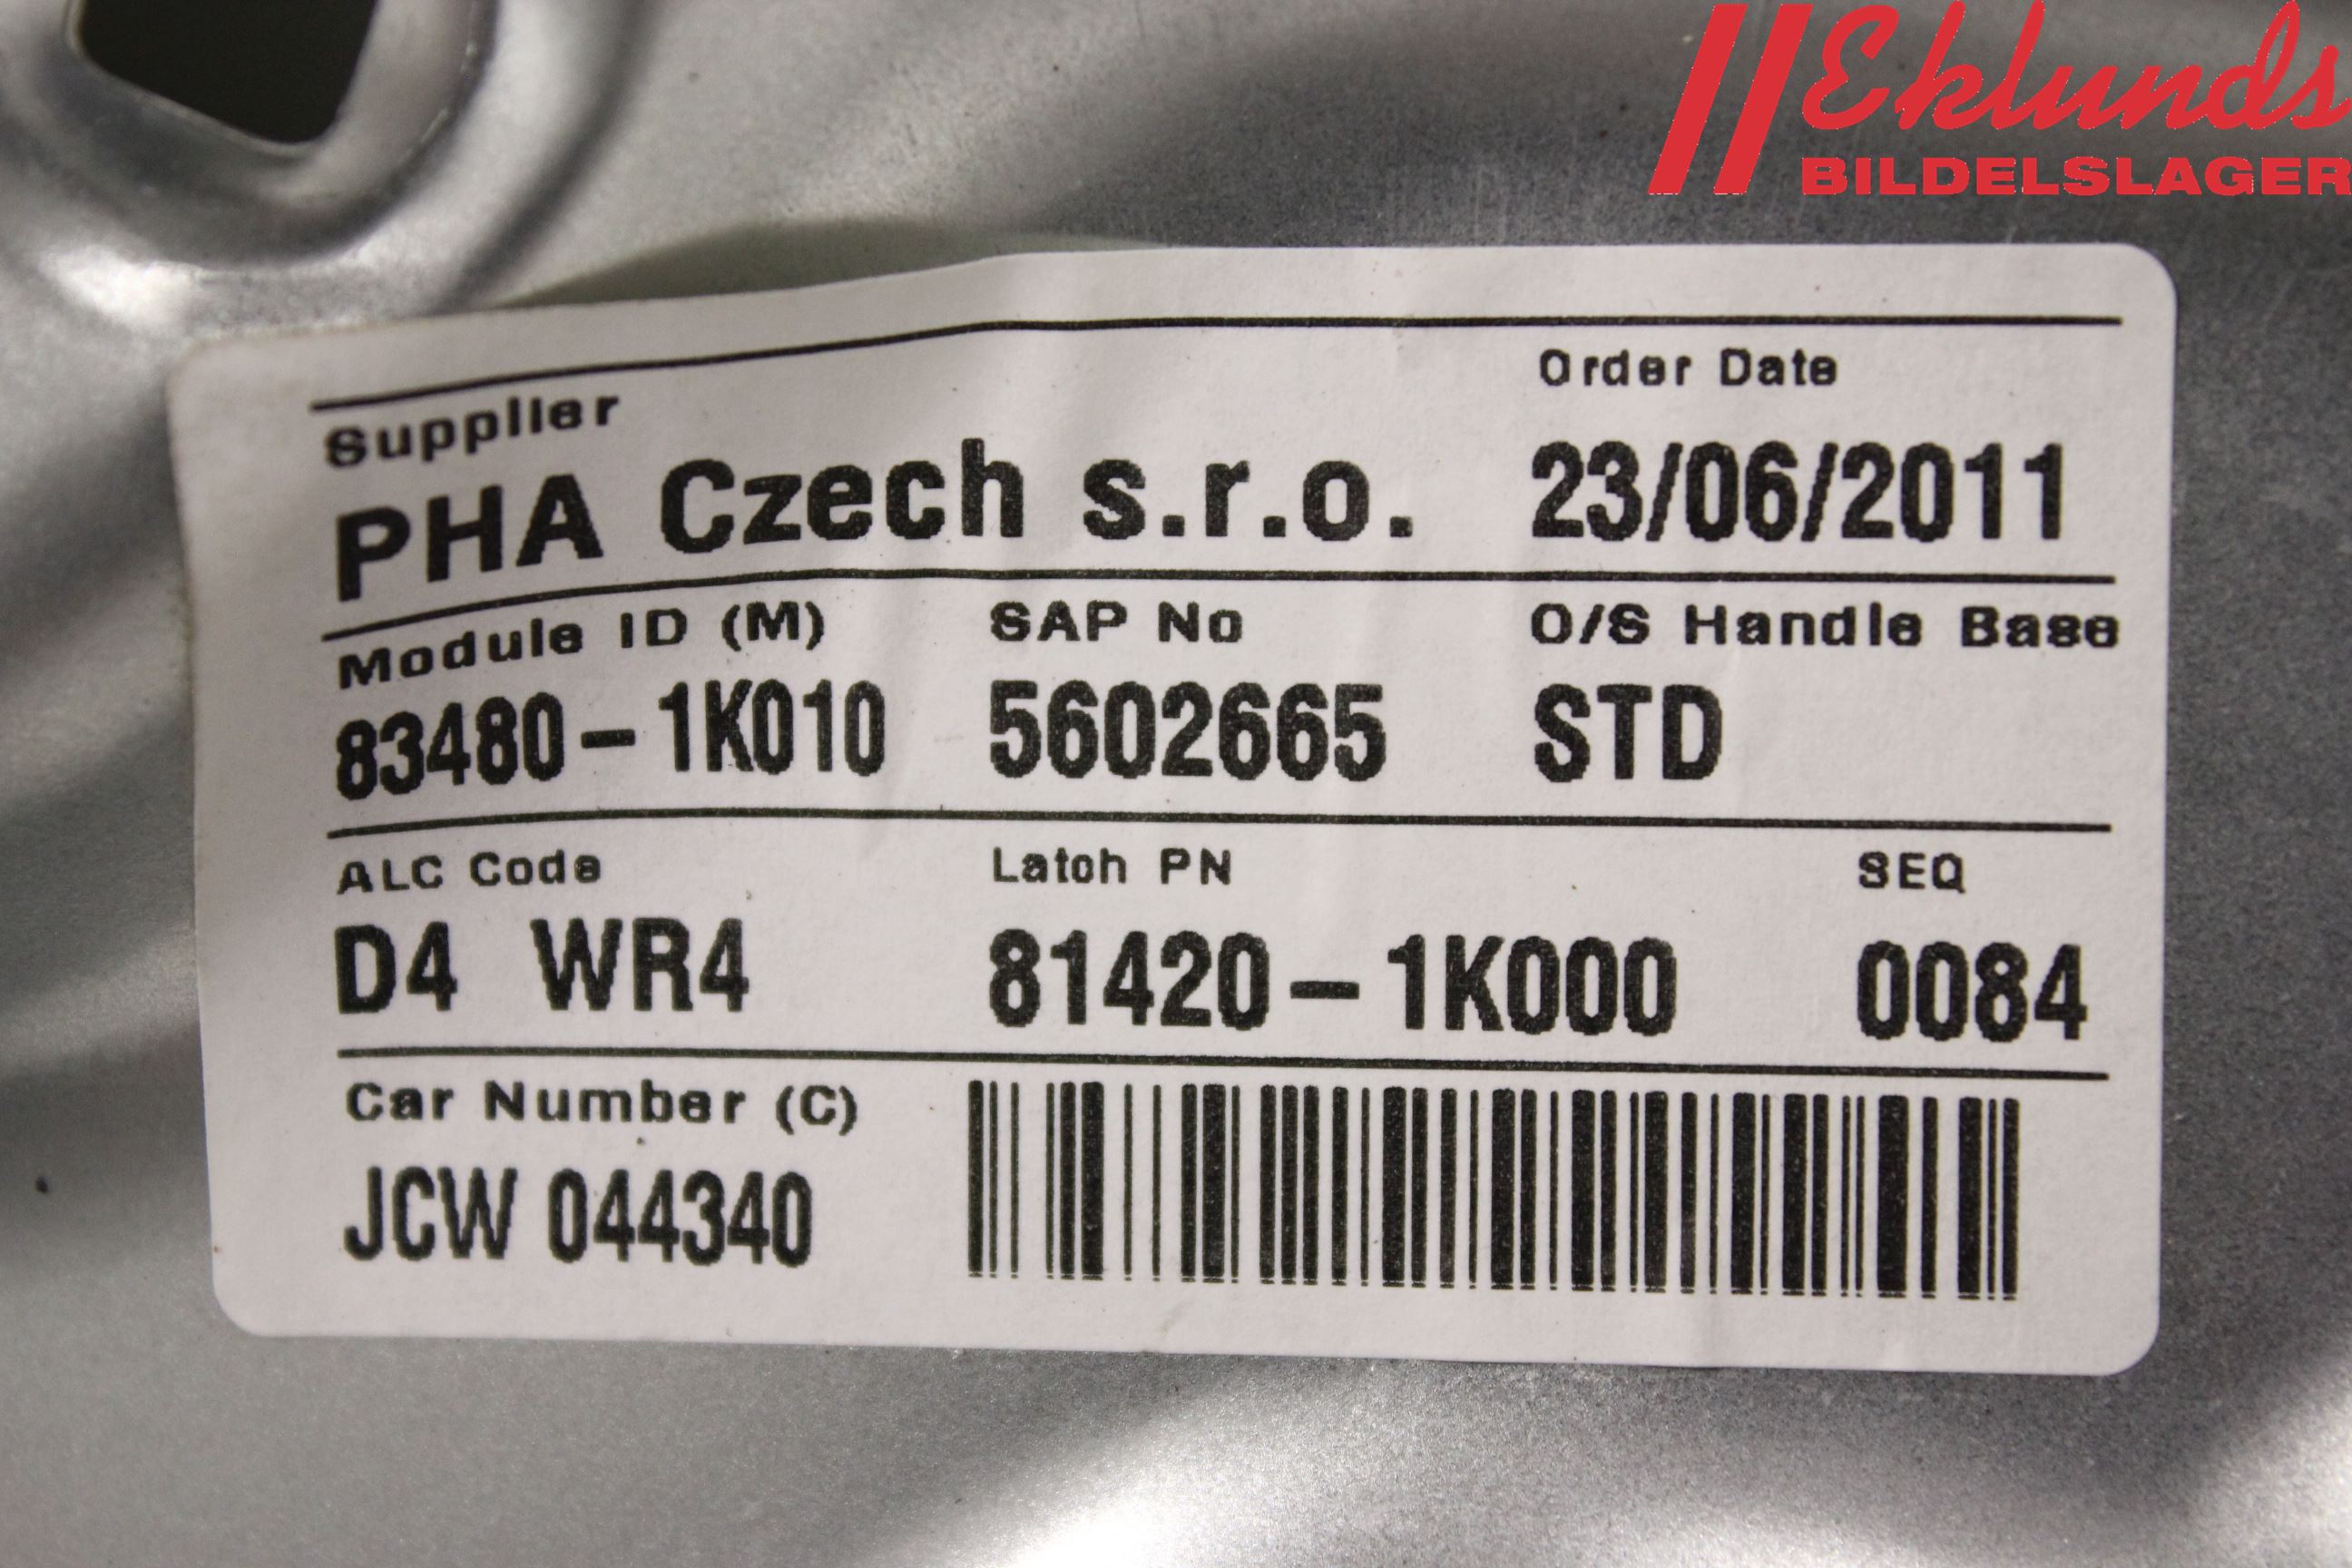 Eklunds
BILDELSLAGER
Supplier
Order Date
PHA Czech s.r.o. 23/06/2011
Module ID (M) SAP No O/S Handle Base
83480-1K010 5602665 STD
ALC Code Latch PN SEQ
D4 WR4 81420-1K000 0084
Car Number (C)
JCW 044340